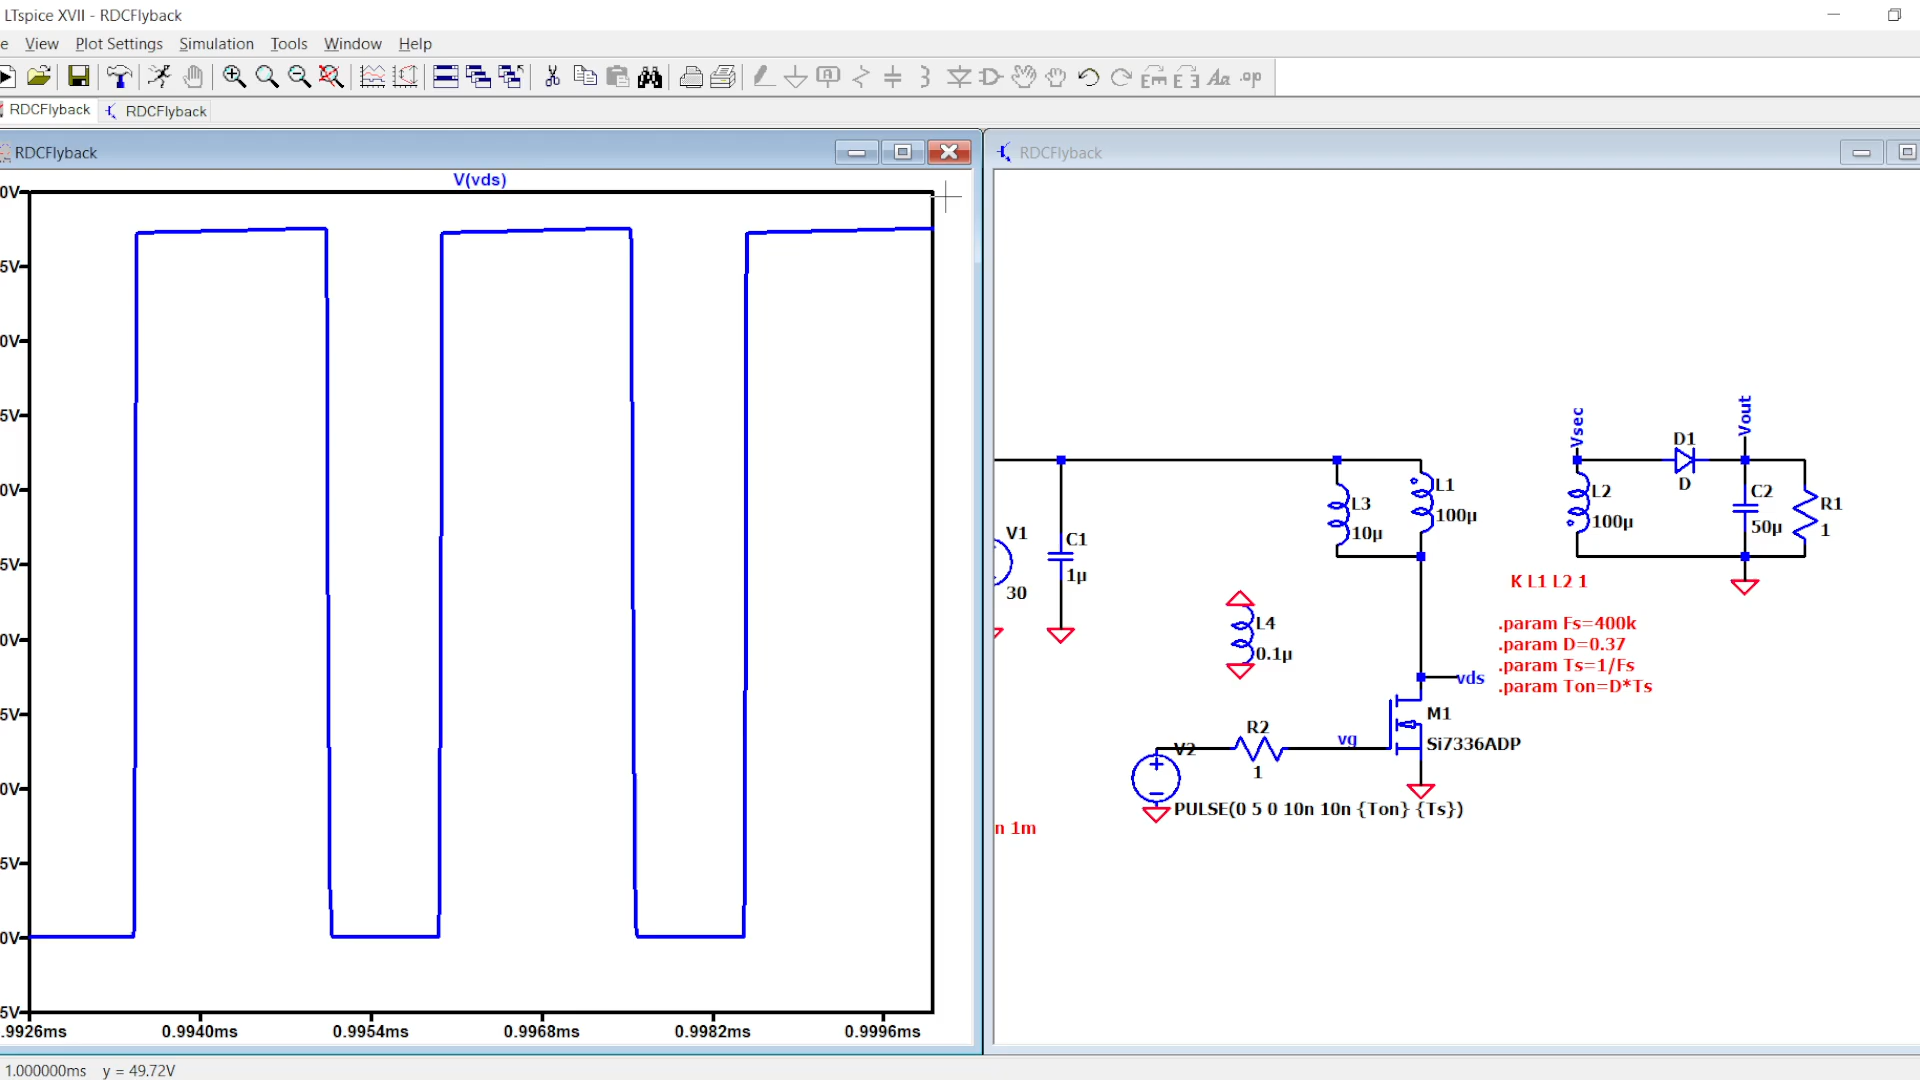 LTspice XVII - RDCFlyback
e View Plot Settings Simulation Tools Window Help
RDCFlyback RDCFlyback
RDCFlyback
RDCFlyback
V(vds)
0V
5V
0V
5V
0V
5V
0V
5V
0V
5V
0V
5V
.9926ms 0.9940ms 0.9954ms 0.9968ms 0.9982ms 0.9996ms
1.000000ms y = 49.72V
Vsec
Vout
D1
D
L1
100µ
L3
10µ
L2
100µ
C2
50µ
R1
1
V1
30
C1
1µ
K L1 L2 1
L4
0.1µ
.param Fs=400k
.param D=0.37
.param Ts=1/Fs
.param Ton=D*Ts
vds
M1
Si7336ADP
R2
1
vg
V2
PULSE(0 5 0 10n 10n {Ton} {Ts})
n 1m